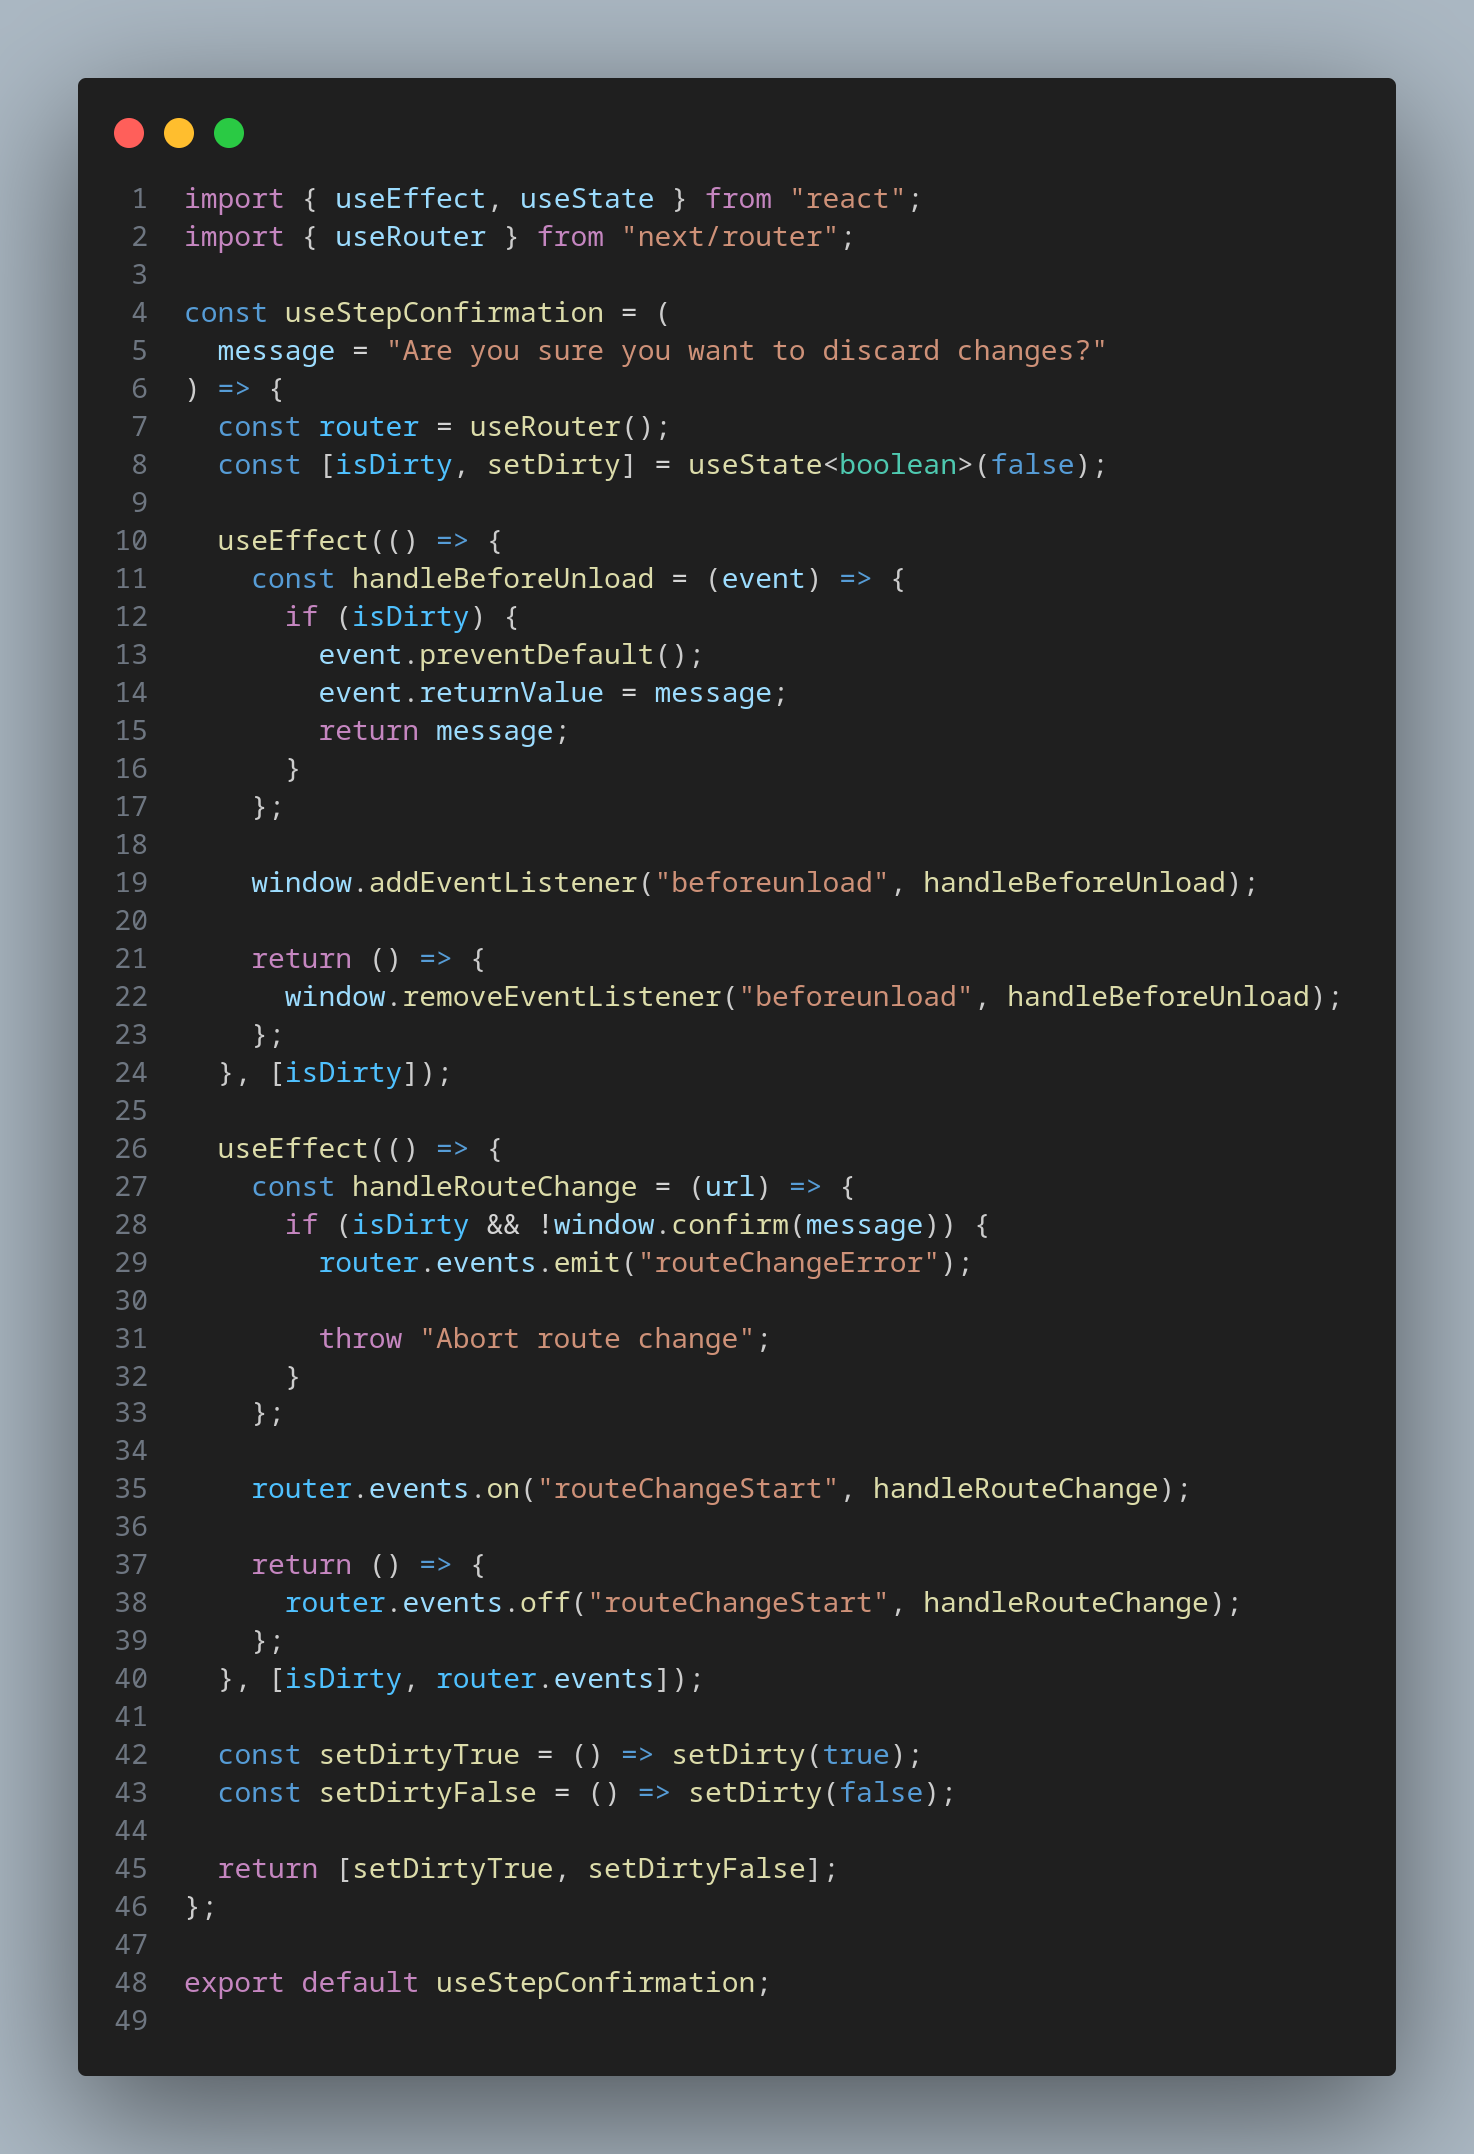 1 import { useEffect, useState } from "react";
2 import { useRouter } from "next/router";
3
4 const useStepConfirmation = (
5   message = "Are you sure you want to discard changes?"
6 ) => {
7   const router = useRouter();
8   const [isDirty, setDirty] = useState<boolean>(false);
9
10   useEffect(() => {
11     const handleBeforeUnload = (event) => {
12       if (isDirty) {
13         event.preventDefault();
14         event.returnValue = message;
15         return message;
16       }
17     };
18
19     window.addEventListener("beforeunload", handleBeforeUnload);
20
21     return () => {
22       window.removeEventListener("beforeunload", handleBeforeUnload);
23     };
24   }, [isDirty]);
25
26   useEffect(() => {
27     const handleRouteChange = (url) => {
28       if (isDirty && !window.confirm(message)) {
29         router.events.emit("routeChangeError");
30
31         throw "Abort route change";
32       }
33     };
34
35     router.events.on("routeChangeStart", handleRouteChange);
36
37     return () => {
38       router.events.off("routeChangeStart", handleRouteChange);
39     };
40   }, [isDirty, router.events]);
41
42   const setDirtyTrue = () => setDirty(true);
43   const setDirtyFalse = () => setDirty(false);
44
45   return [setDirtyTrue, setDirtyFalse];
46 };
47
48 export default useStepConfirmation;
49